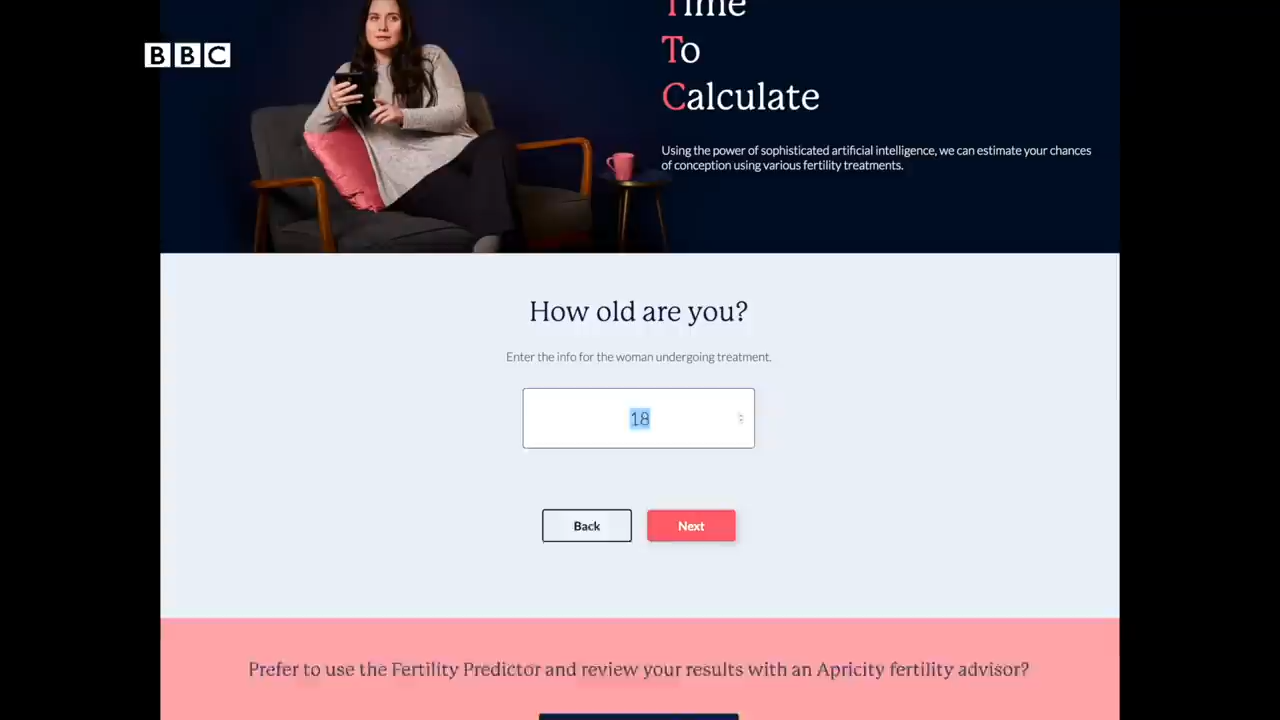 BBC
Time
To
Calculate
Using the power of sophisticated artificial intelligence, we can estimate your chances
of conception using various fertility treatments.
How old are you?
Enter the info for the woman undergoing treatment.
18
Back
Next
Prefer to use the Fertility Predictor and review your results with an Apricity fertility advisor?